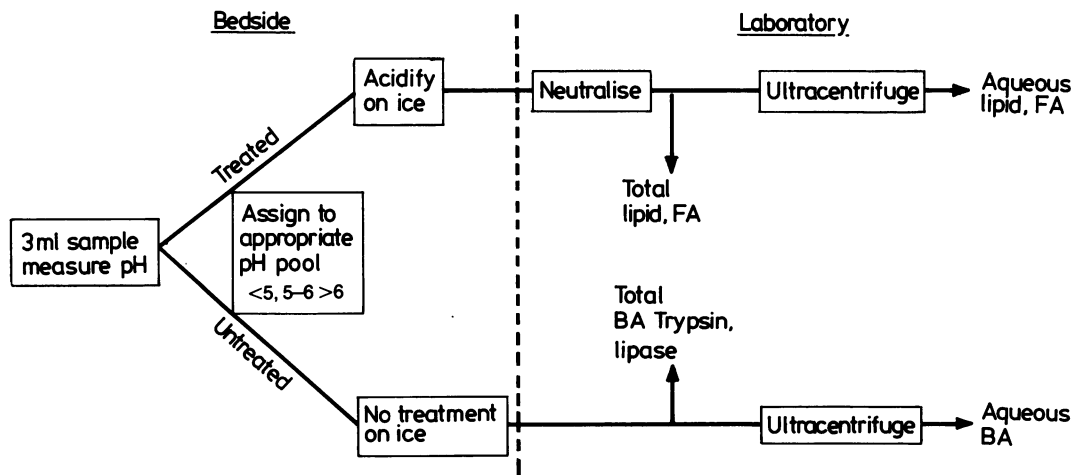 Bedside
Laboratory
Acidify
on ice
Neutralise
Ultracentrifuge
Aqueous
lipid, FA
Treated
Total
lipid, FA
3ml sample
measure pH
Assign to
appropriate
pH pool
<5, 5–6 >6
Untreated
Total
BA Trypsin,
lipase
No treatment
on ice
Ultracentrifuge
Aqueous
BA